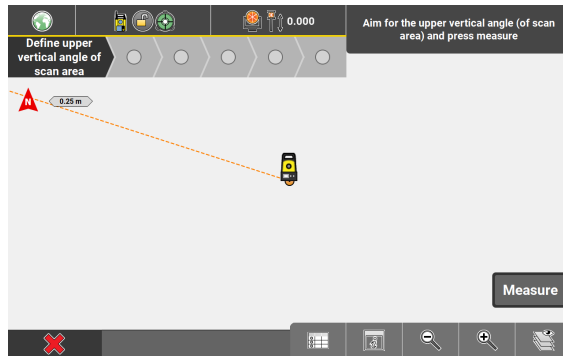 0.000
Aim for the upper vertical angle (of scan
area) and press measure
Define upper
vertical angle of
scan area
N
0.25 m
Measure